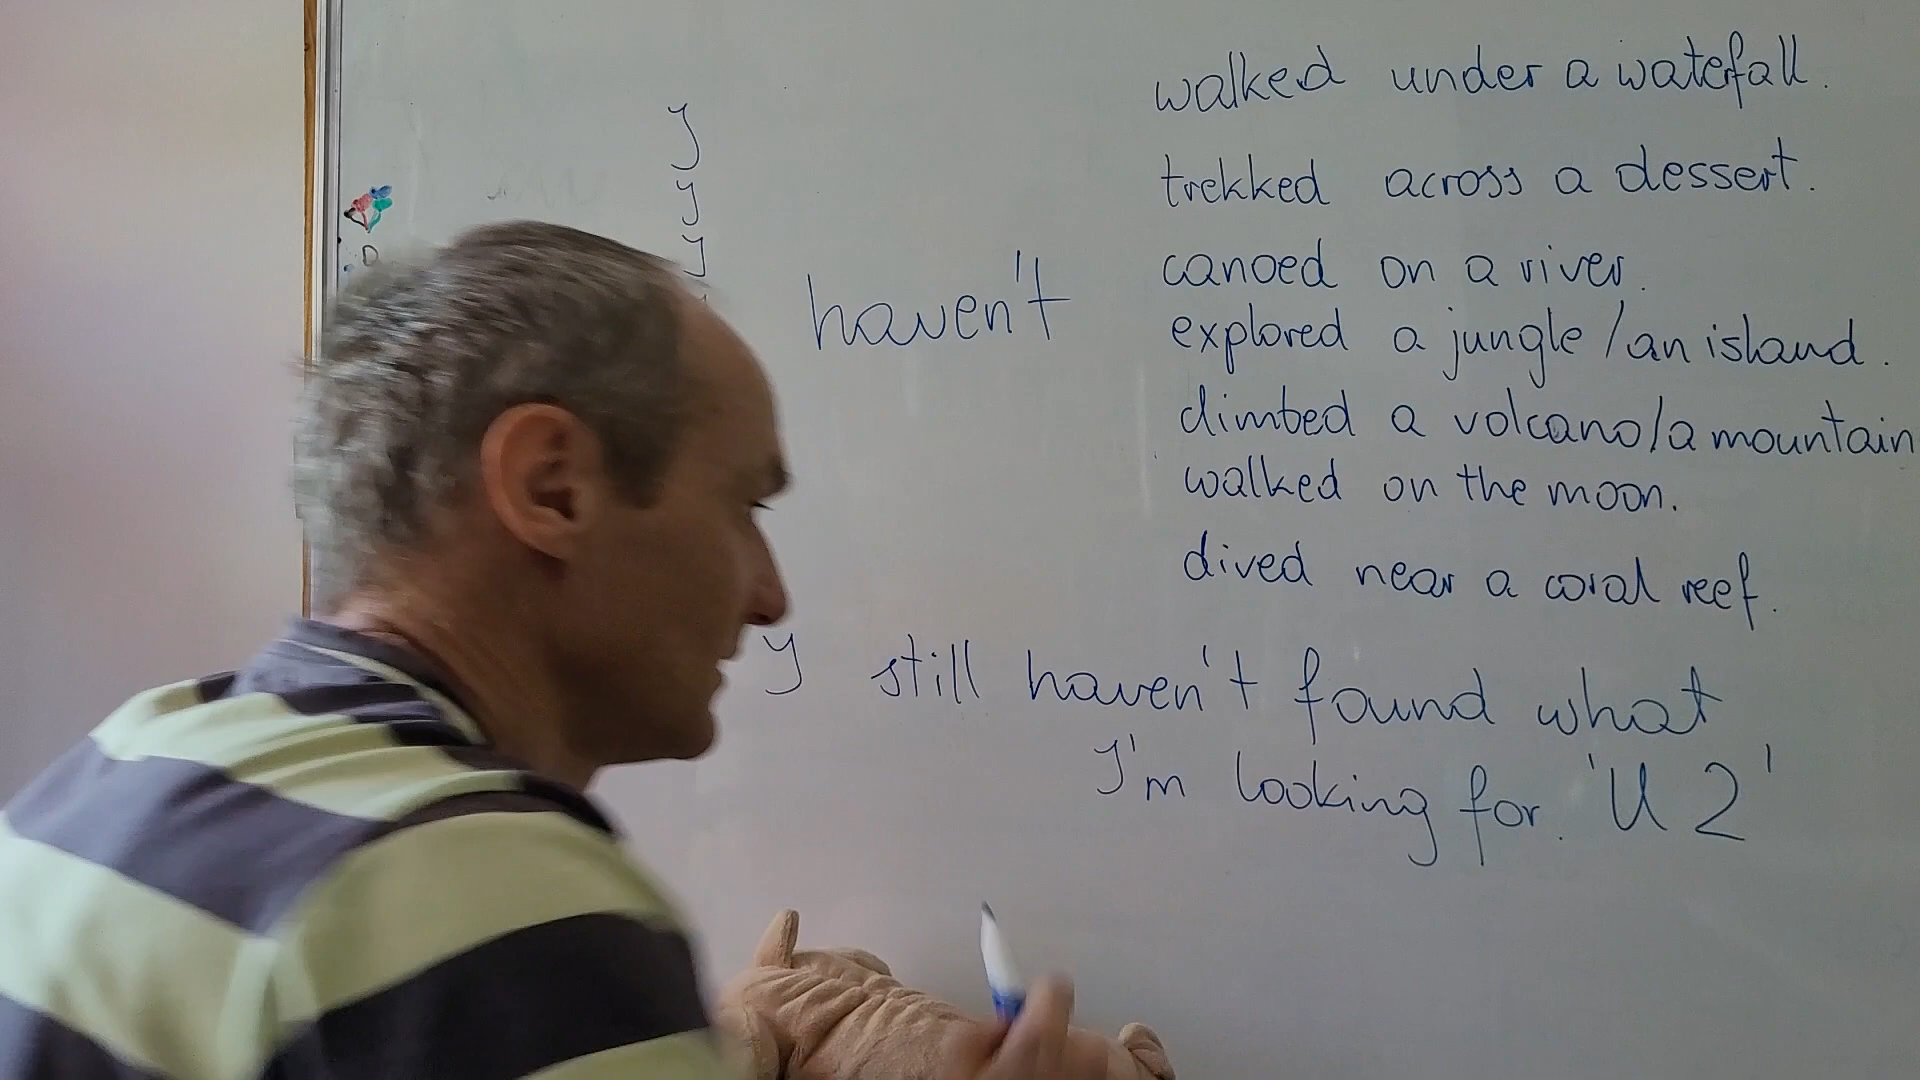 walked under a waterfall.
I
trekked across a dessert.
I
I
canoed on a river.
haven't
explored a jungle / an island.
climbed a volcano/a mountain
walked on the moon.
dived near a coral reef.
I still haven't found what
I'm looking for. 'U2'